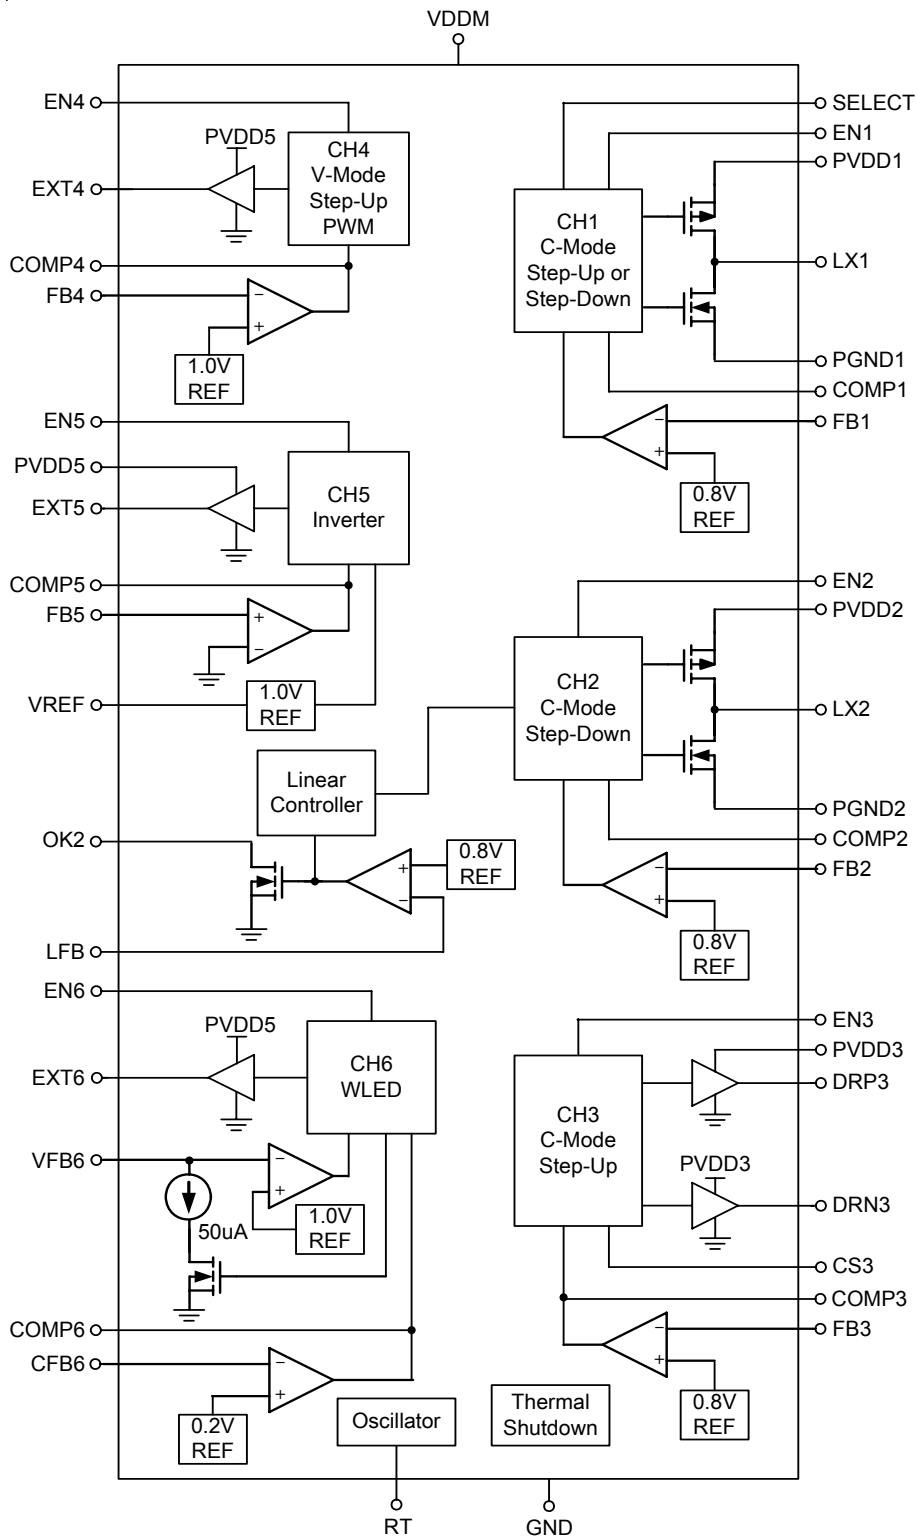 VDDM
EN4
PVDD5
CH4
V-Mode
Step-Up
PWM
EXT4
COMP4
FB4
−
+
1.0V
REF
EN5
PVDD5
EXT5
CH5
Inverter
COMP5
FB5
+
−
VREF
1.0V
REF
Linear
Controller
OK2
0.8V
REF
+
−
LFB
EN6
PVDD5
EXT6
CH6
WLED
VFB6
−
+
50uA
1.0V
REF
COMP6
CFB6
−
+
0.2V
REF
Oscillator
Thermal
Shutdown
RT
GND
SELECT
EN1
PVDD1
CH1
C-Mode
Step-Up or
Step-Down
LX1
PGND1
COMP1
FB1
−
+
0.8V
REF
EN2
PVDD2
CH2
C-Mode
Step-Down
LX2
PGND2
COMP2
FB2
−
+
0.8V
REF
EN3
PVDD3
DRP3
CH3
C-Mode
Step-Up
PVDD3
DRN3
CS3
COMP3
FB3
−
+
0.8V
REF